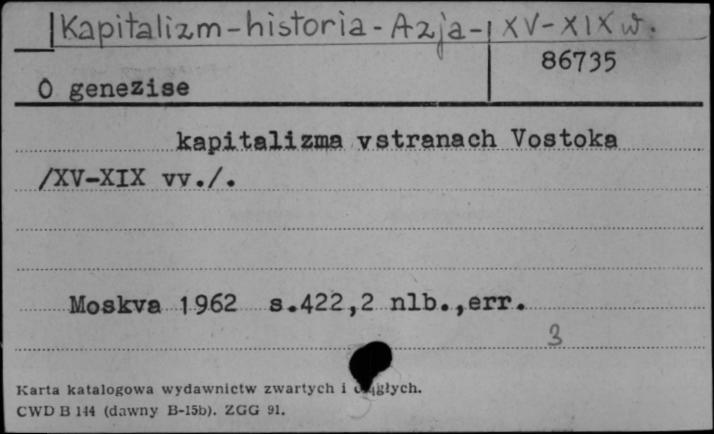 Kapitalizm-historia-Azja-XV-XIX w.
86735
O genezise
kapitalizma vstranach Vostoka
/XV-XIX vv./.
Moskva 1962 s.422,2 nlb.,err.
3
Karta katalogowa wydawnictw zwartych i ciągłych.
CWD B 144 (dawny B-15b). ZGG 91.